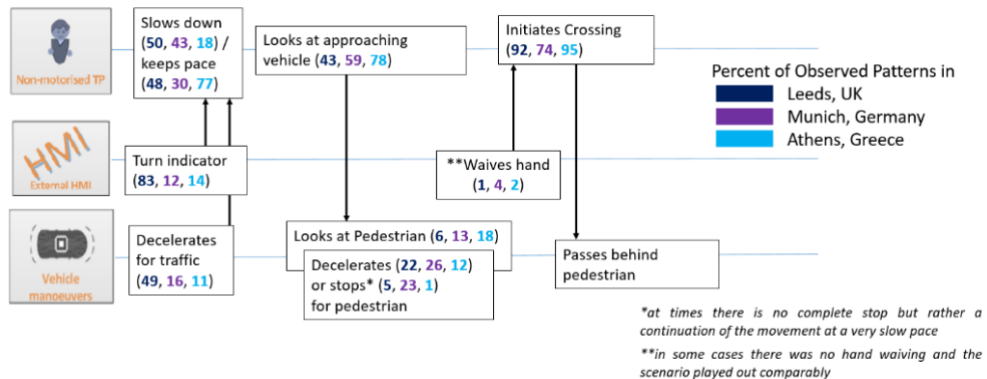 Slows down
(50, 43, 18) /
keeps pace
(48, 30, 77)
Looks at approaching
vehicle (43, 59, 78)
Initiates Crossing
(92, 74, 95)
Non-motorised TP
Percent of Observed Patterns in
Leeds, UK
Munich, Germany
Athens, Greece
HMI
External HMI
Turn indicator
(83, 12, 14)
**Waives hand
(1, 4, 2)
Vehicle
manoeuvers
Decelerates
for traffic
(49, 16, 11)
Looks at Pedestrian (6, 13, 18)
Decelerates (22, 26, 12)
or stops* (5, 23, 1)
for pedestrian
Passes behind
pedestrian
*at times there is no complete stop but rather a
continuation of the movement at a very slow pace
**in some cases there was no hand waiving and the
scenario played out comparably